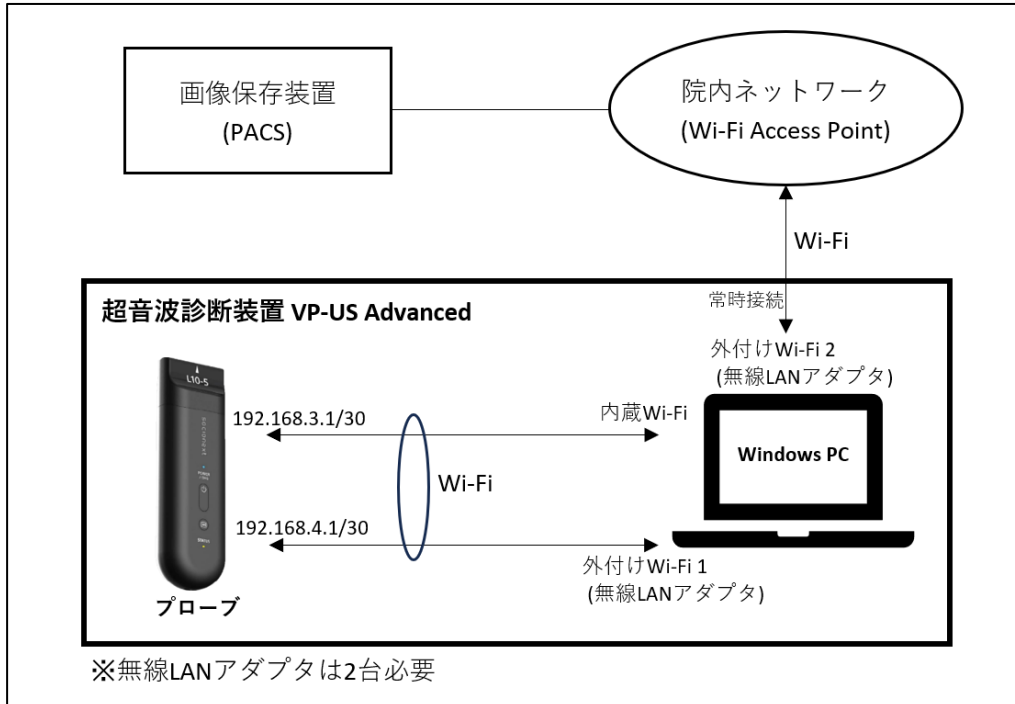 画像保存装置
(PACS)
院内ネットワーク
(Wi-Fi Access Point)
Wi-Fi
常時接続
超音波診断装置 VP-US Advanced
外付けWi-Fi 2
(無線LANアダプタ)
L10-5
192.168.3.1/30
内蔵Wi-Fi
Windows PC
Wi-Fi
192.168.4.1/30
外付けWi-Fi 1
(無線LANアダプタ)
プローブ
※無線LANアダプタは2台必要